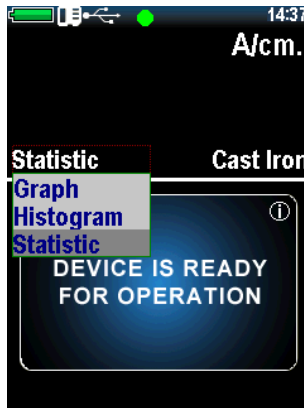 14:37
A/cm.
Statistic
Cast Iron
Graph
Histogram
Statistic
DEVICE IS READY
FOR OPERATION